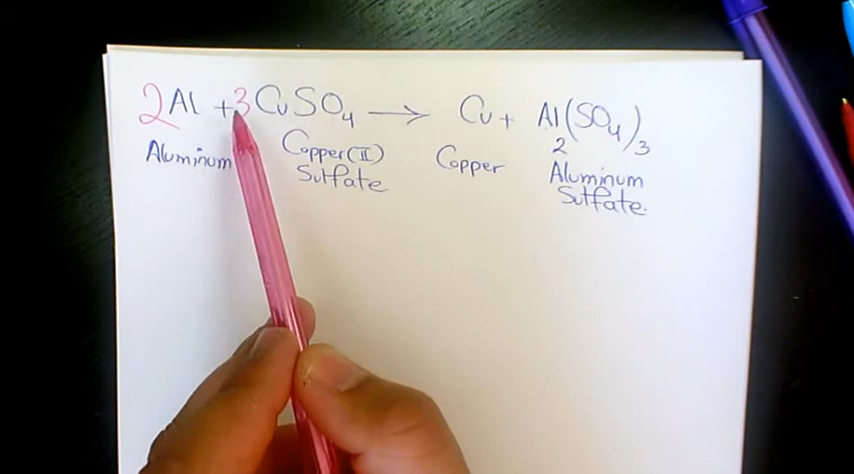 2Al + 3CuSO₄ → Cu + Al₂(SO₄)₃
Aluminum Copper(II) Copper Aluminum
Sulfate Sulfate.